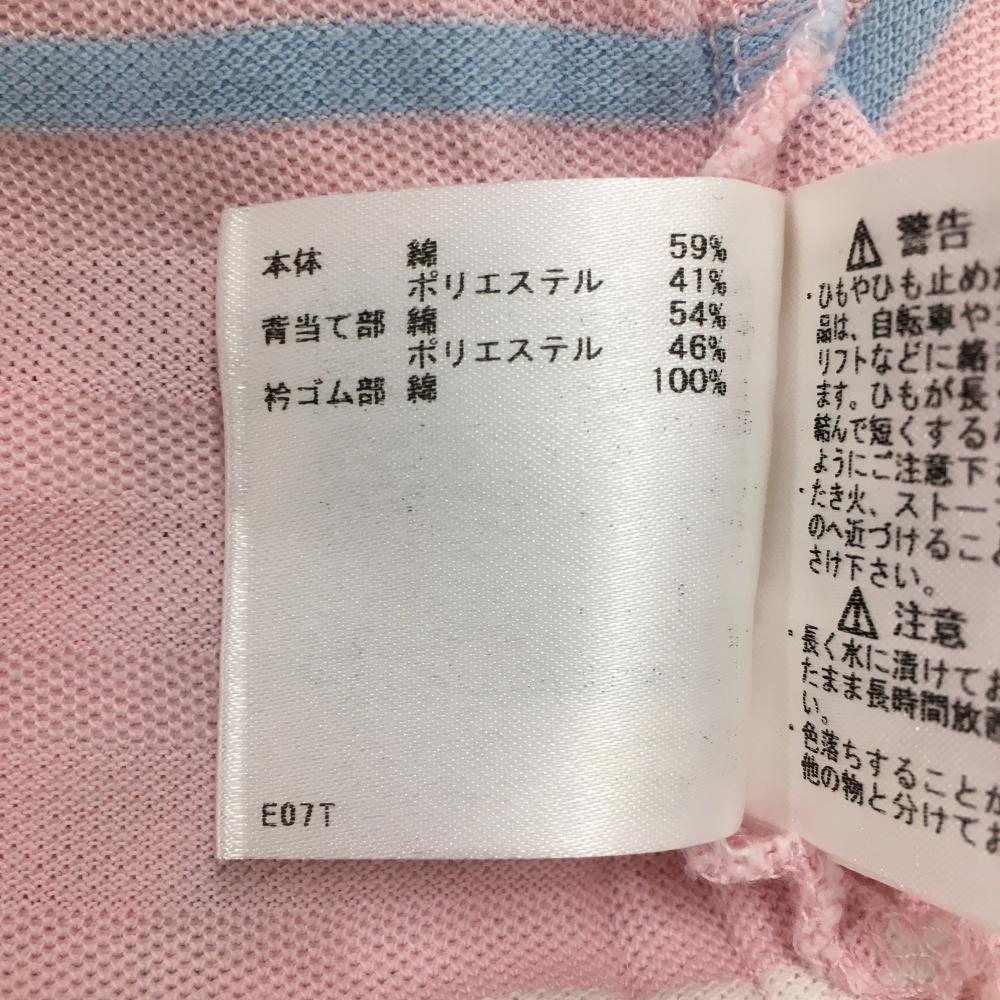 本体 綿 59%
ポリエステル 41%
背当て部 綿 54%
ポリエステル 46%
衿ゴム部 綿 100%
E07T
⚠ 警告
・ひもやひも止めが
品は、自転車や
リフトなどに絡
ます。ひもが長
結んで短くする
ようにご注意下
・たき火、ストー
のへ近づけるこ
さけ下さい。
⚠ 注意
・長く水に漬けてお
たまま長時間放置
い。
・色落ちすることが
他の物と分けてお